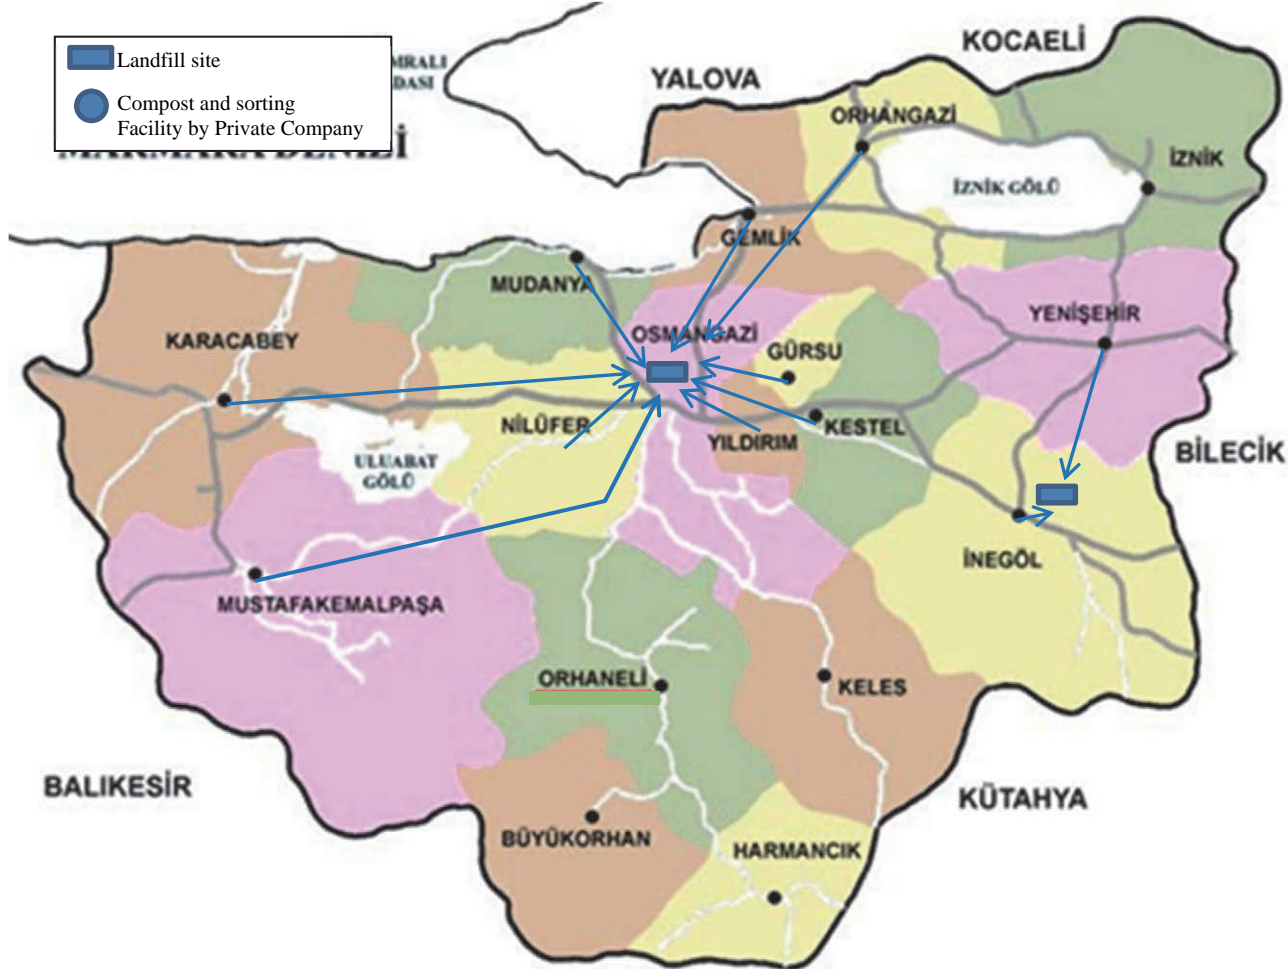 Landfill site
Compost and sorting
Facility by Private Company
KOCAELİ
YALOVA
MRALI
DASI
ORHANGAZİ
İZNİK
İZNİK GÖLÜ
GEMLİK
MUDANYA
YENİŞEHİR
KARACABEY
OSMANGAZİ
GÜRSU
NİLÜFER
YILDIRIM
KESTEL
BİLECİK
ULUABAT
GÖLÜ
İNEGÖL
MUSTAFAKEMALPAŞA
ORHANELİ
KELES
BALIKESİR
KÜTAHYA
BÜYÜKORHAN
HARMANCIK